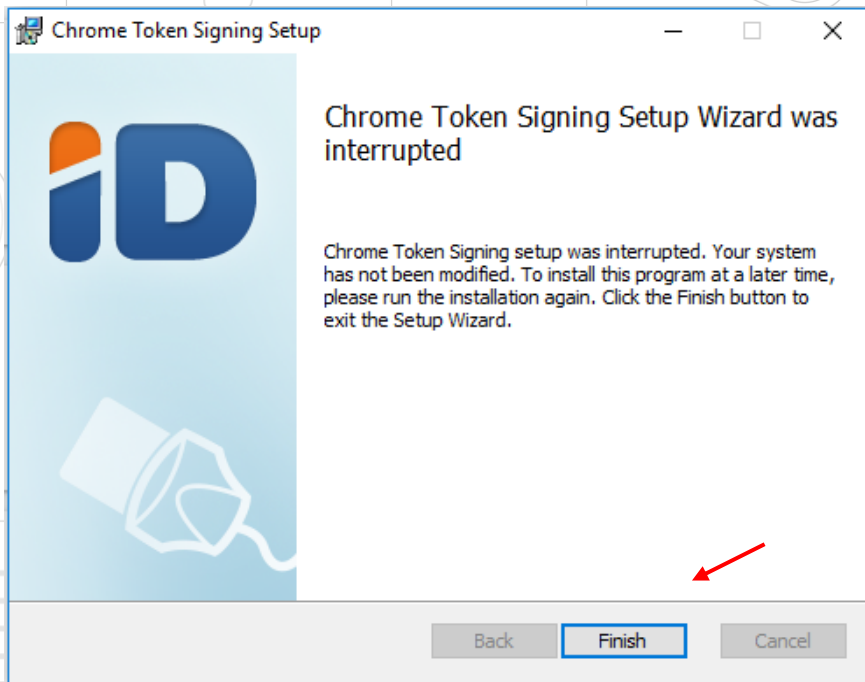 Chrome Token Signing Setup
iD
Chrome Token Signing Setup Wizard was
interrupted
Chrome Token Signing setup was interrupted. Your system
has not been modified. To install this program at a later time,
please run the installation again. Click the Finish button to
exit the Setup Wizard.
Back Finish Cancel